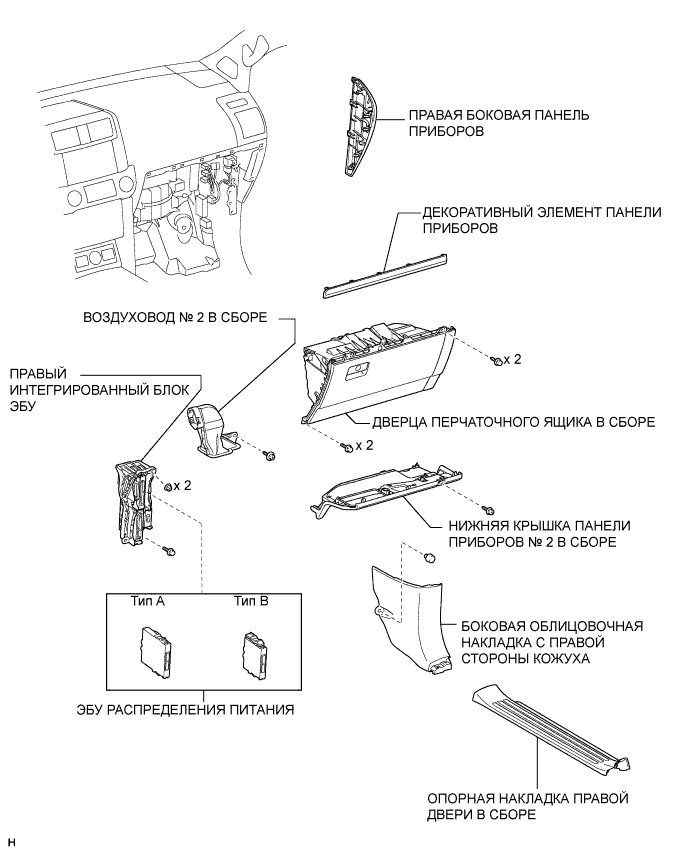 ПРАВАЯ БОКОВАЯ ПАНЕЛЬ
ПРИБОРОВ
ДЕКОРАТИВНЫЙ ЭЛЕМЕНТ ПАНЕЛИ
ПРИБОРОВ
ВОЗДУХОВОД № 2 В СБОРЕ
x 2
ПРАВЫЙ
ИНТЕГРИРОВАННЫЙ БЛОК
ЭБУ
ДВЕРЦА ПЕРЧАТОЧНОГО ЯЩИКА В СБОРЕ
x 2
x 2
НИЖНЯЯ КРЫШКА ПАНЕЛИ
ПРИБОРОВ № 2 В СБОРЕ
Тип A
Тип B
БОКОВАЯ ОБЛИЦОВОЧНАЯ
НАКЛАДКА С ПРАВОЙ
СТОРОНЫ КОЖУХА
ЭБУ РАСПРЕДЕЛЕНИЯ ПИТАНИЯ
ОПОРНАЯ НАКЛАДКА ПРАВОЙ
ДВЕРИ В СБОРЕ
H